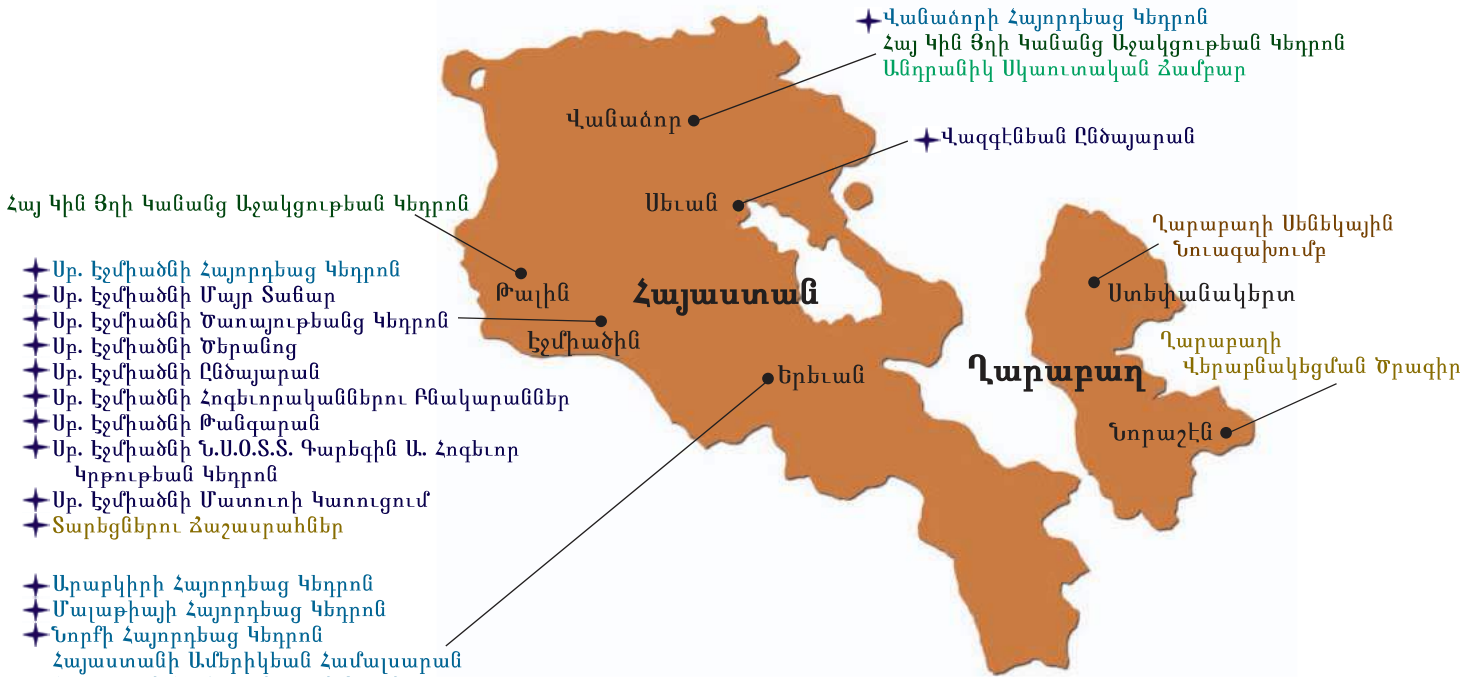 Վանաձորի Հայորդեաց Կեդրոն
Հայ Կին Յղի Կանանց Աջակցութեան Կեդրոն
Անդրանիկ Սկաուտական Ճամբար
Վանաձոր
Վազգէնեան Ընծայարան
Սեւան
Հայ Կին Յղի Կանանց Աջակցութեան Կեդրոն
Թալին
Սբ. Էջմիածնի Հայորդեաց Կեդրոն
Սբ. Էջմիածնի Մայր Տաճար
Սբ. Էջմիածնի Ծառայութեանց Կեդրոն
Սբ. Էջմիածնի Ծերանոց
Սբ. Էջմիածնի Ընծայարան
Սբ. Էջմիածնի Հոգեւորականներու Բնակարաններ
Սբ. Էջմիածնի Թանգարան
Սբ. Էջմիածնի Ն.Ս.Օ.Տ.Տ. Գարեգին Ա. Հոգեւոր
Կրթութեան Կեդրոն
Սբ. Էջմիածնի Մատուռի Կառուցում
Տարեցներու Ճաշասրահներ
Էջմիածին
Հայաստան
Երեւան
Արաբկիրի Հայորդեաց Կեդրոն
Մալաթիայի Հայորդեաց Կեդրոն
Նորքի Հայորդեաց Կեդրոն
Հայաստանի Ամերիկեան Համալսարան
Ղարաբաղի Սենեկային
Նուագախումբ
Ստեփանակերտ
Ղարաբաղ
Ղարաբաղի
Վերաբնակեցման Ծրագիր
Նորաշէն